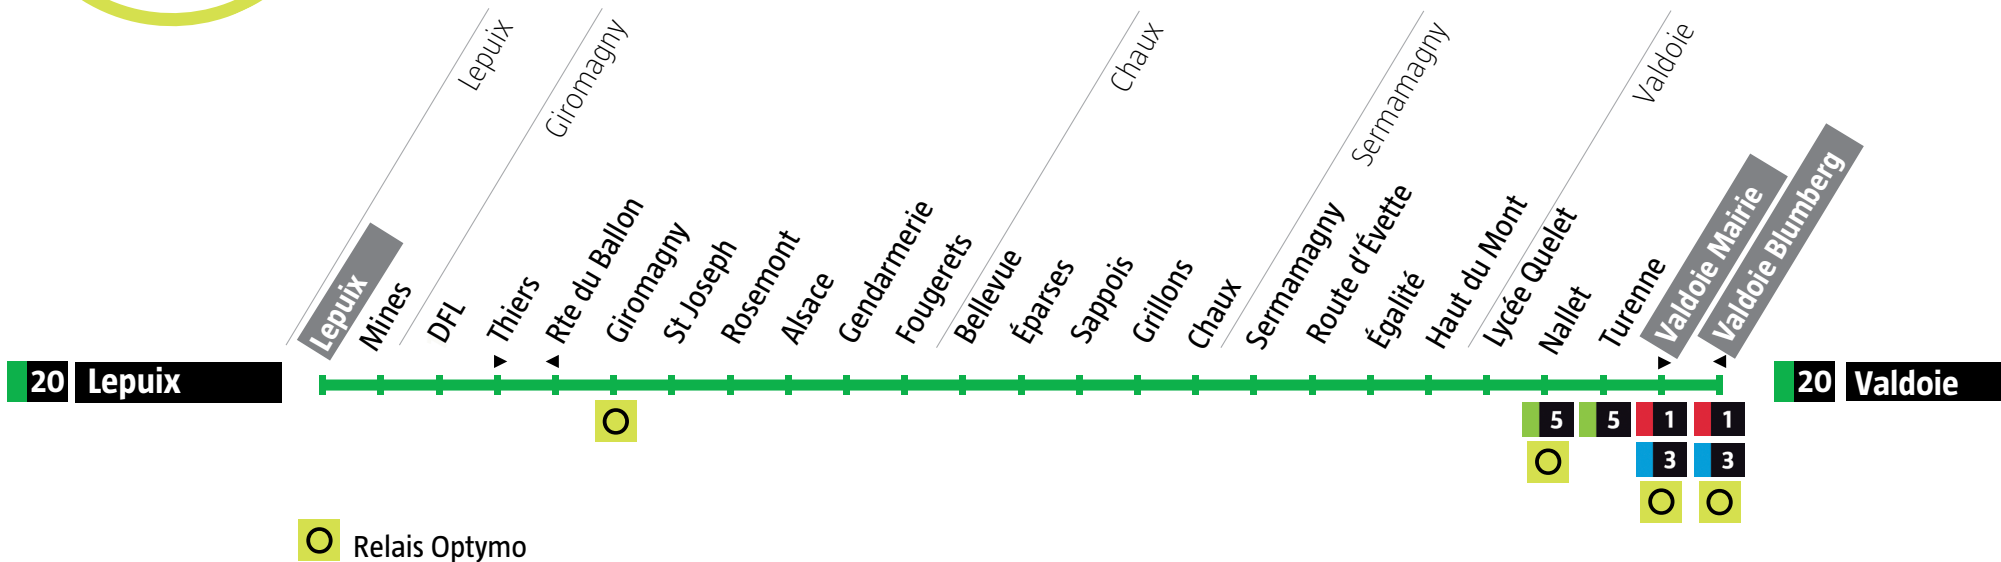 Lepuix
Giromagny
Chaux
Sermamagny
Valdoie
Lepuix
Mines
DFL
Thiers
Rte du Ballon
Giromagny
St Joseph
Rosemont
Alsace
Gendarmerie
Fougerets
Bellevue
Éparses
Sappois
Grillons
Chaux
Sermamagny
Route d'Évette
Égalité
Haut du Mont
Lycée Quelet
Nallet
Turenne
Valdoie Mairie
Valdoie Blumberg
20 Lepuix
20 Valdoie
5 5 1 1
3 3
Relais Optymo